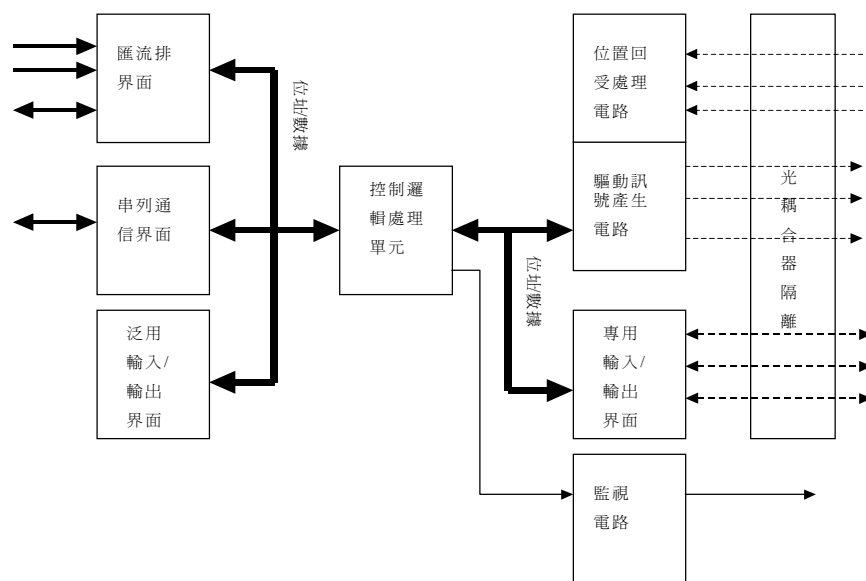 匯流排
界面
位址/數據
串列通
信界面
泛用
輸入/
輸出
界面
控制邏
輯處理
單元
位址/數據
位置回
受處理
電路
驅動訊
號產生
電路
專用
輸入/
輸出
界面
監視
電路
光
耦
合
器
隔
離